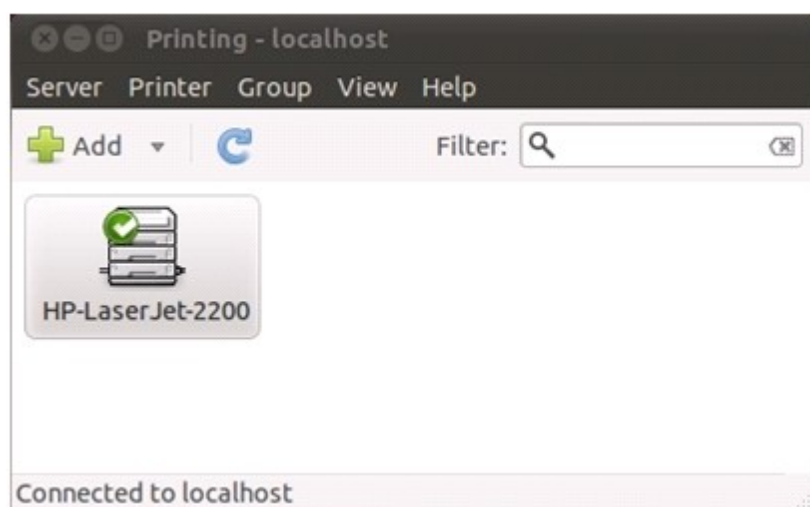 Printing - localhost
Server Printer Group View Help
Add Filter:
HP-LaserJet-2200
Connected to localhost